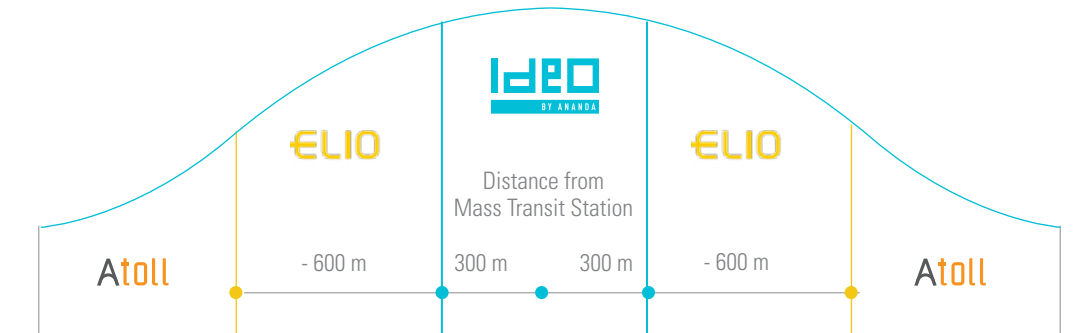 Ideo
BY ANANDA
ELIO
ELIO
Distance from
Mass Transit Station
- 600 m
300 m
300 m
- 600 m
Atoll
Atoll